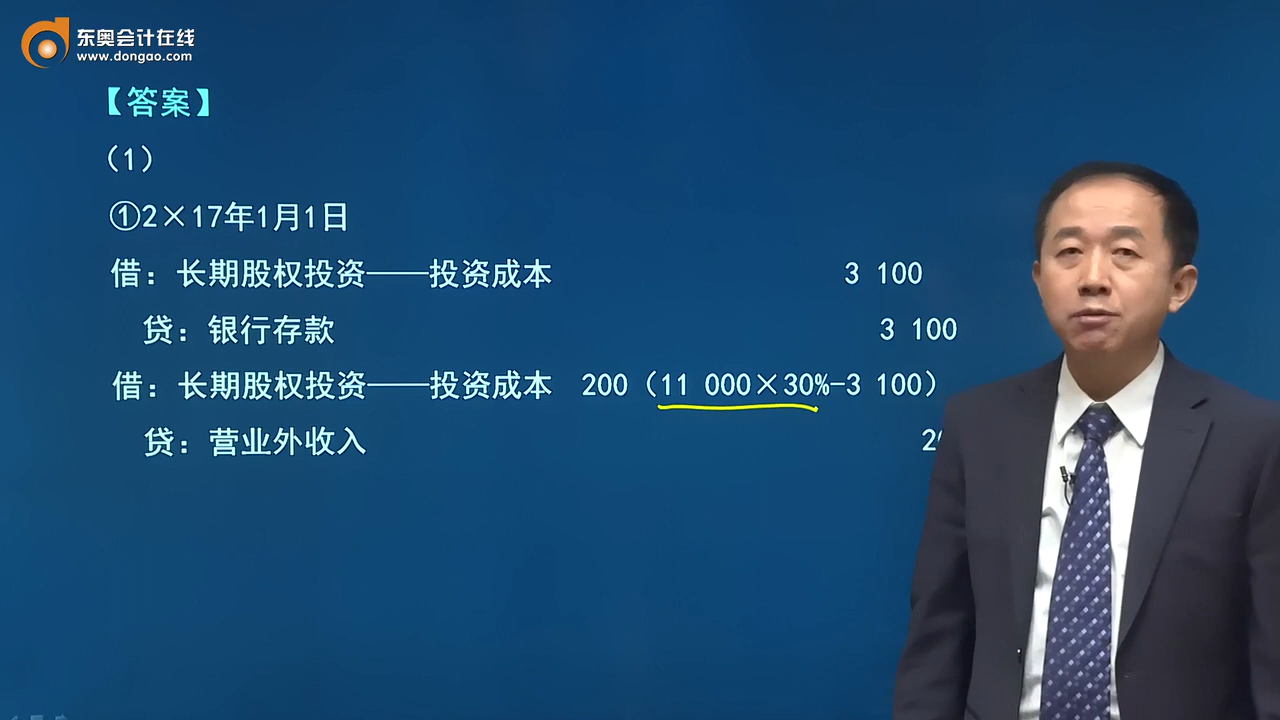 东奥会计在线
www.dongao.com
【答案】
（1）
①2×17年1月1日
借：长期股权投资——投资成本 3 100
贷：银行存款 3 100
借：长期股权投资——投资成本 200（11 000×30%-3 100）
贷：营业外收入